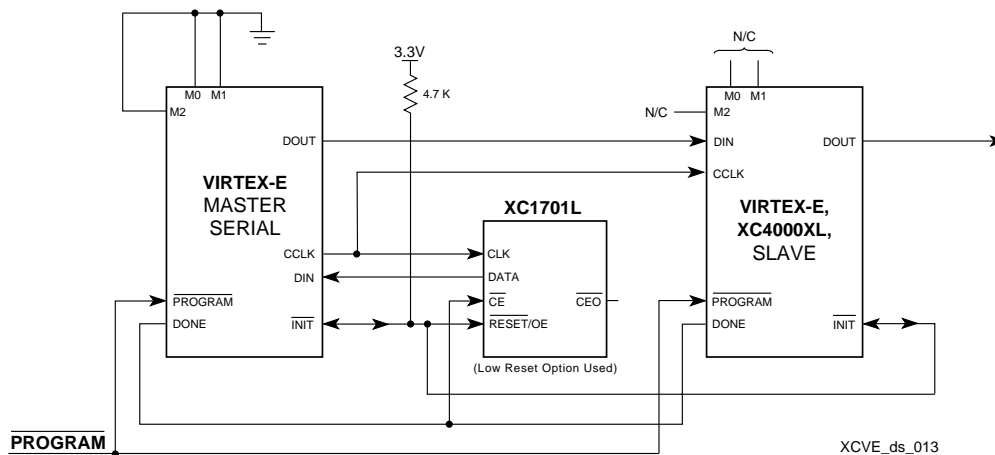 N/C
3.3V
M0 M1
4.7 K
M0 M1
M2
N/C
M2
DOUT
DIN
DOUT
VIRTEX-E
MASTER
SERIAL
CCLK
XC1701L
VIRTEX-E,
XC4000XL,
SLAVE
CCLK
CLK
DIN
DATA
PROGRAM
CE
CEO
PROGRAM
DONE
INIT
RESET/OE
DONE
INIT
(Low Reset Option Used)
PROGRAM
XCVE_ds_013